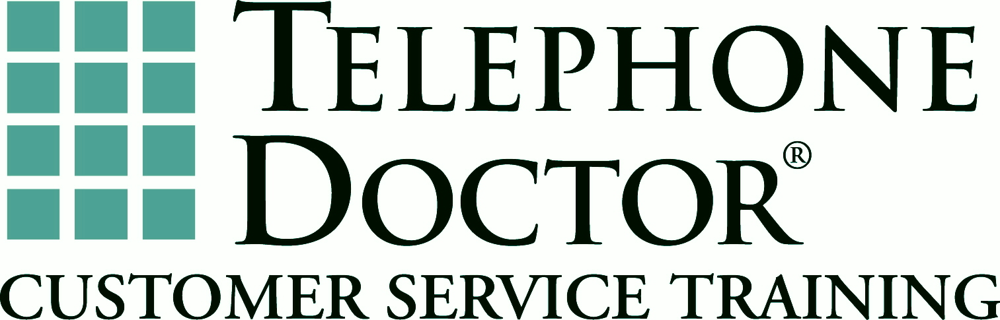 TELEPHONE
DOCTOR®
CUSTOMER SERVICE TRAINING